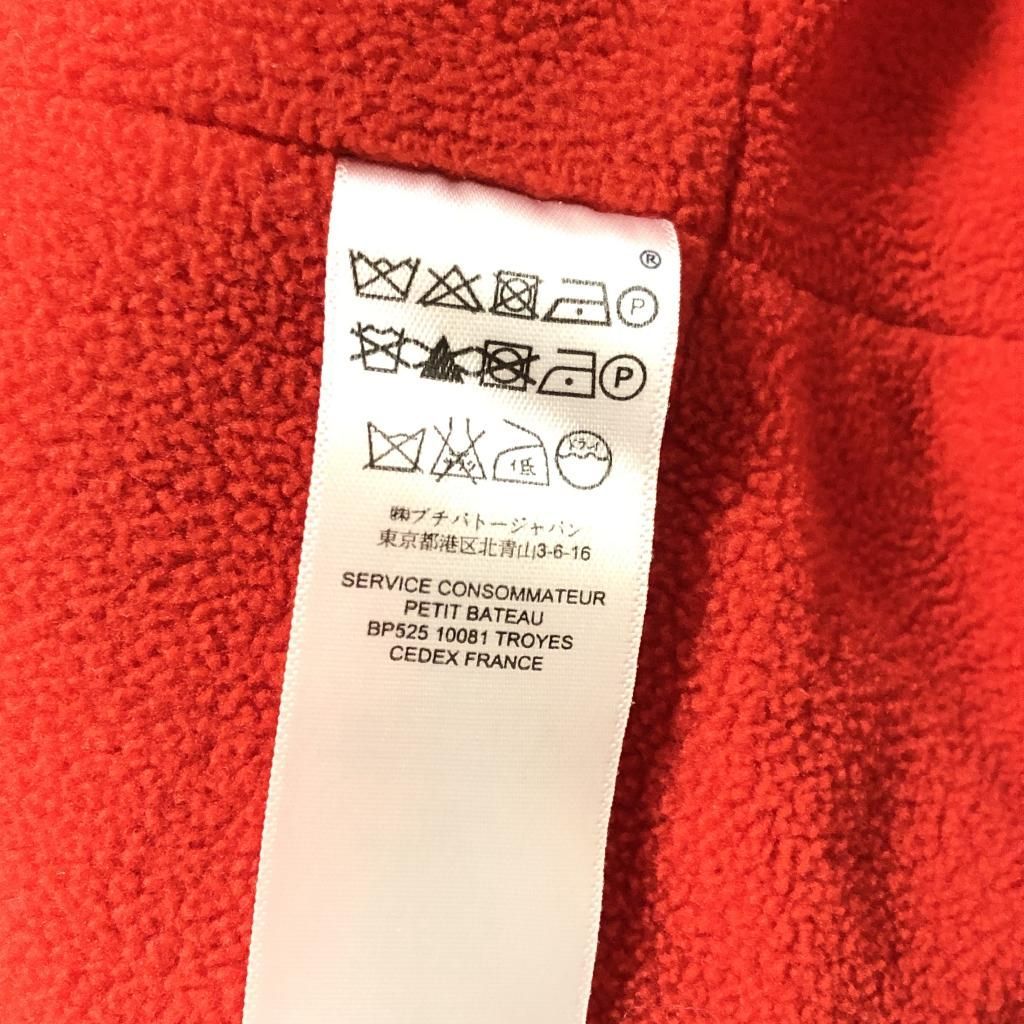 ®
P
P
ドライ
低
㈱プチバトージャパン
東京都港区北青山3-6-16
SERVICE CONSOMMATEUR
PETIT BATEAU
BP525 10081 TROYES
CEDEX FRANCE